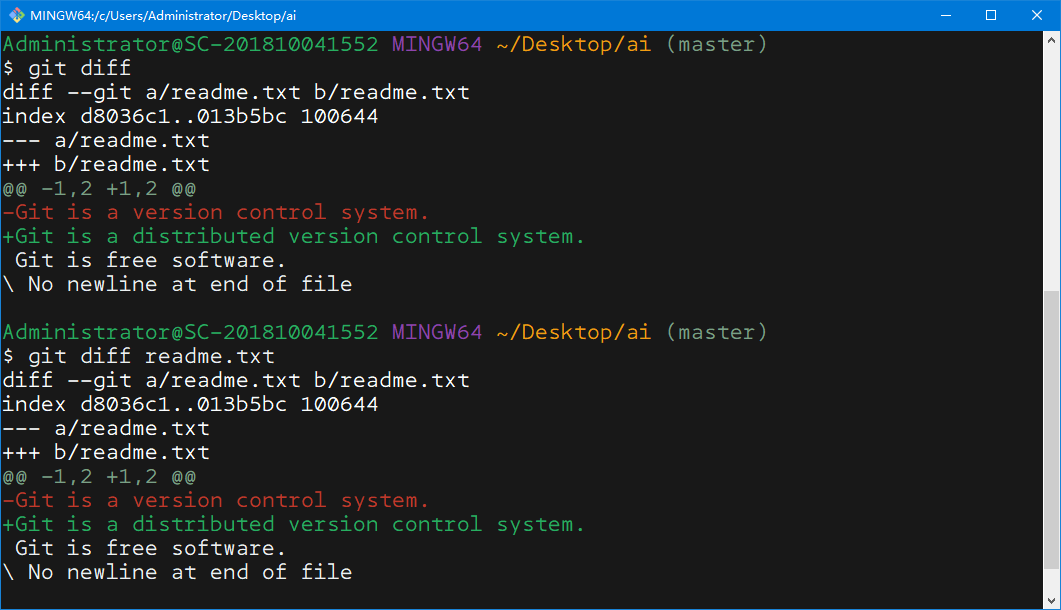 MINGW64:/c/Users/Administrator/Desktop/ai
Administrator@SC-201810041552 MINGW64 ~/Desktop/ai (master)
$ git diff
diff --git a/readme.txt b/readme.txt
index d8036c1..013b5bc 100644
--- a/readme.txt
+++ b/readme.txt
@@ -1,2 +1,2 @@
-Git is a version control system.
+Git is a distributed version control system.
 Git is free software.
\ No newline at end of file

Administrator@SC-201810041552 MINGW64 ~/Desktop/ai (master)
$ git diff readme.txt
diff --git a/readme.txt b/readme.txt
index d8036c1..013b5bc 100644
--- a/readme.txt
+++ b/readme.txt
@@ -1,2 +1,2 @@
-Git is a version control system.
+Git is a distributed version control system.
 Git is free software.
\ No newline at end of file